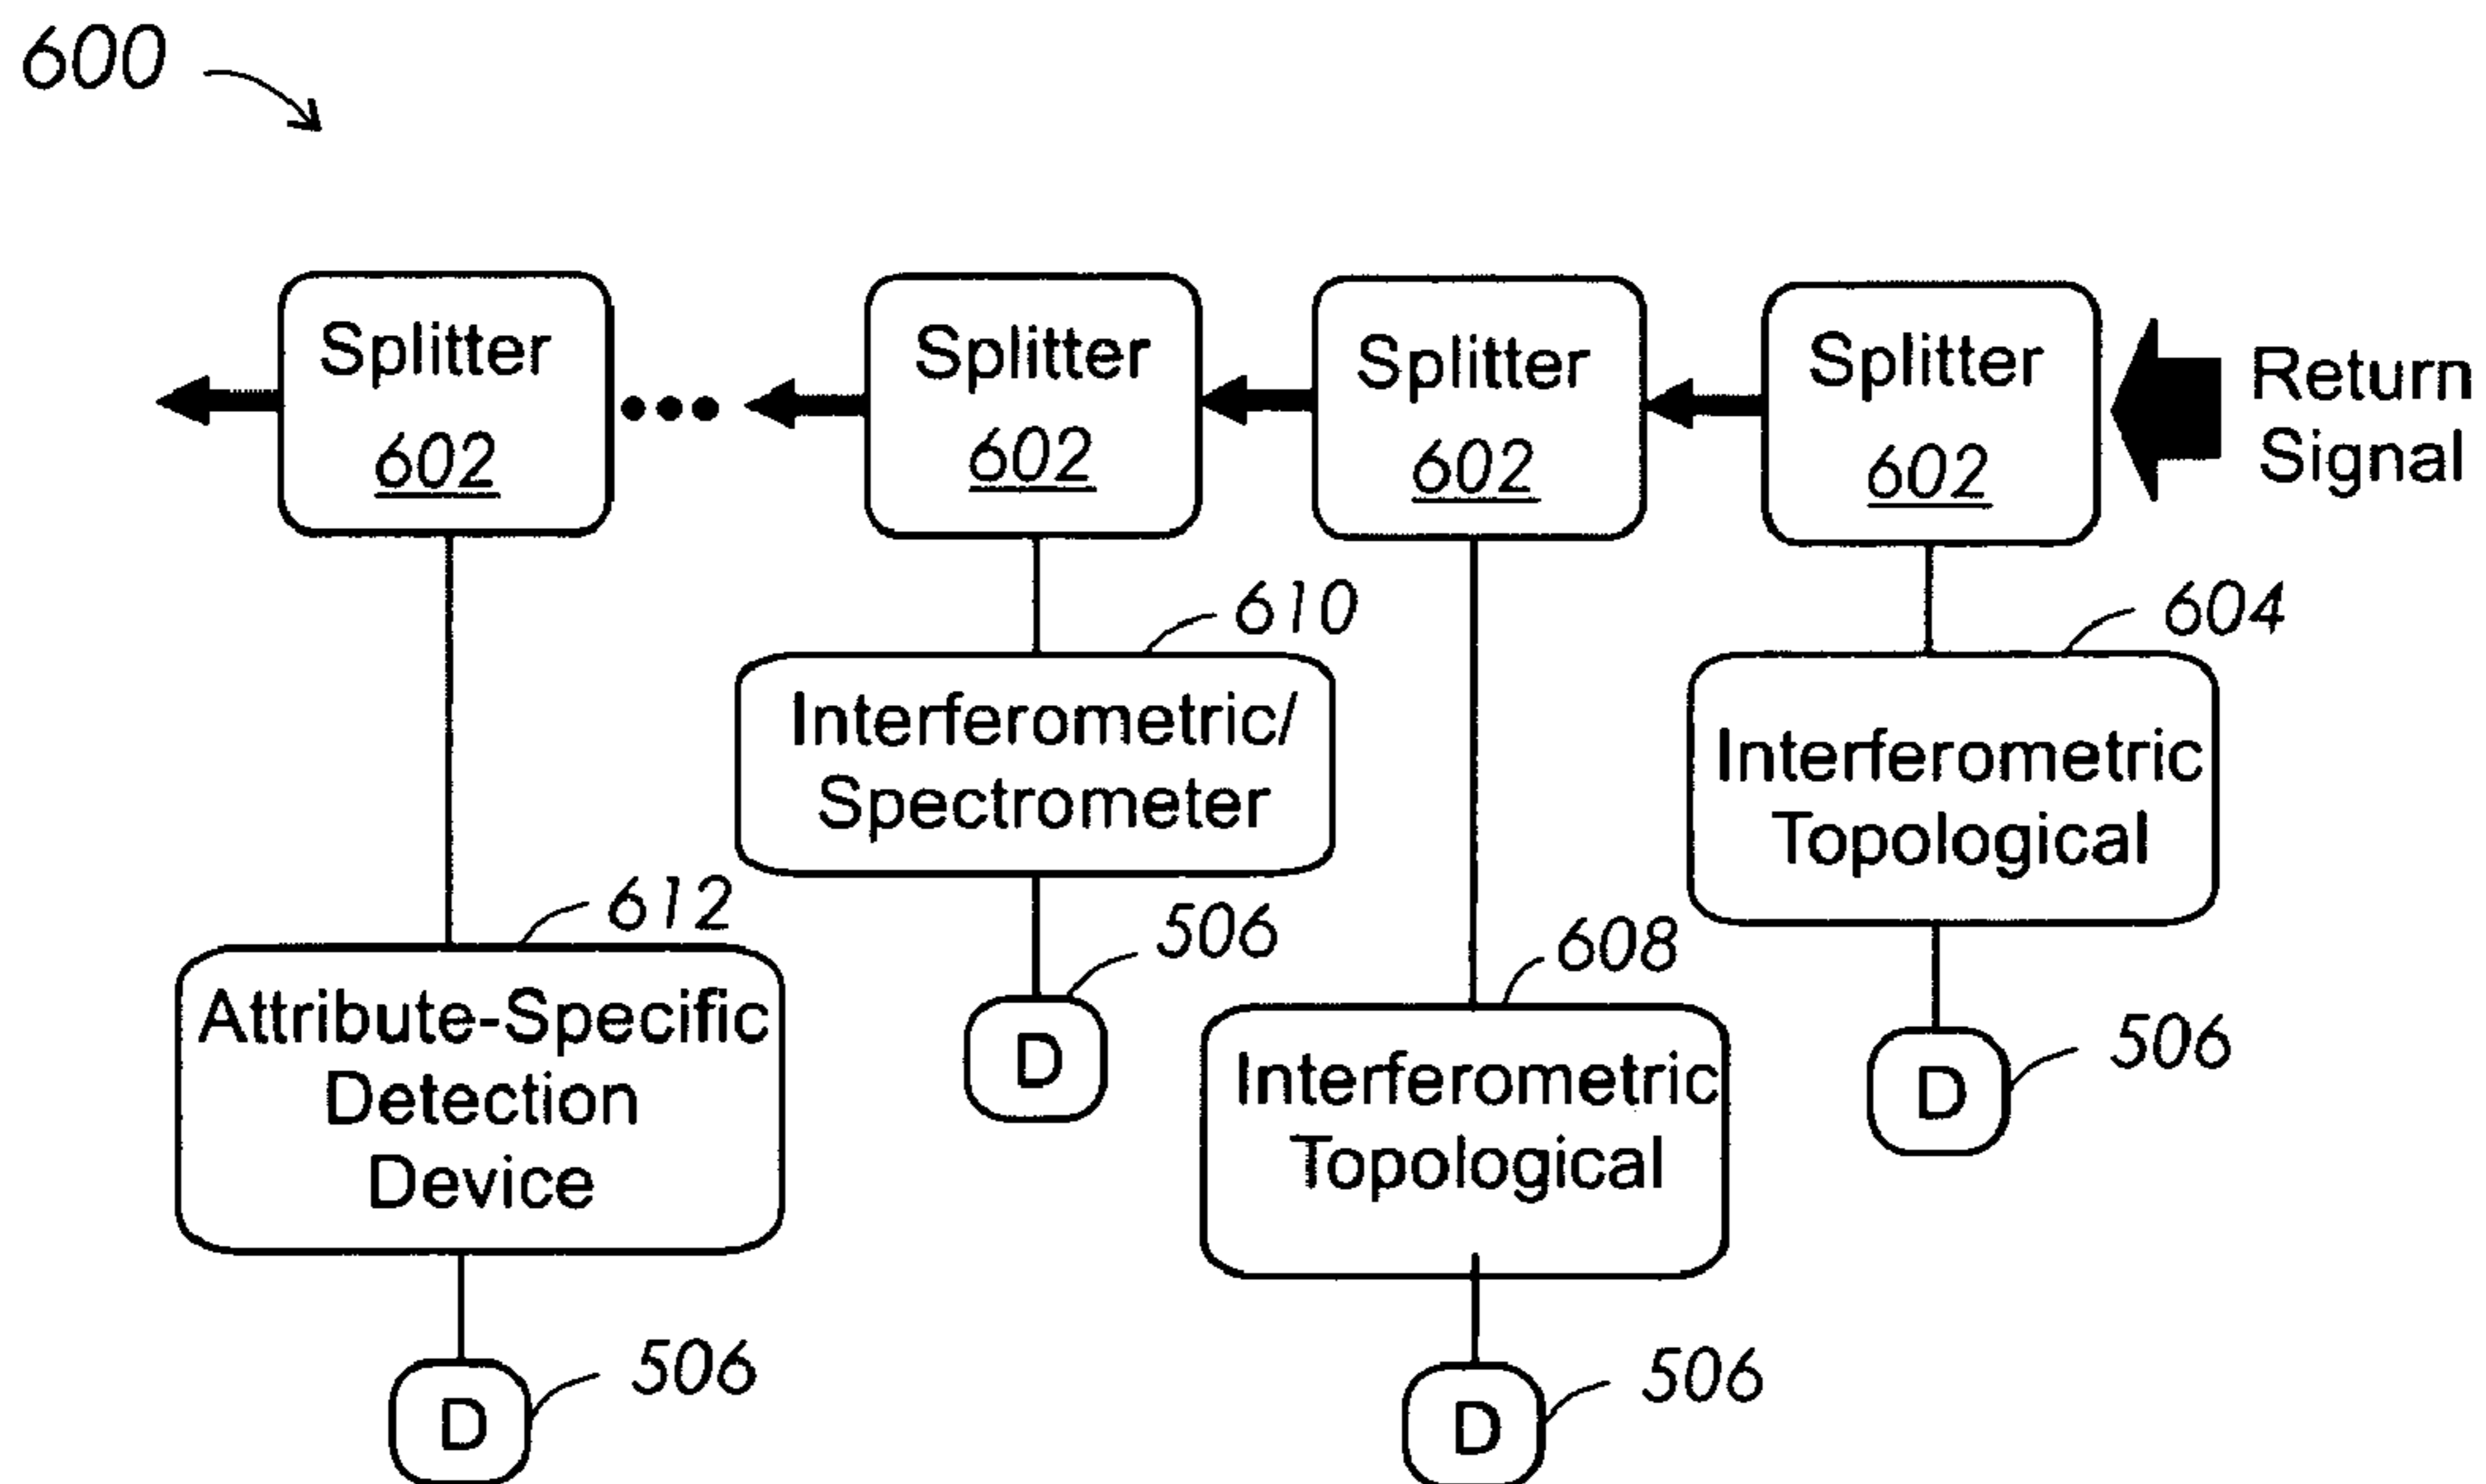 600
Splitter
602
Splitter
602
Splitter
602
Splitter
602
Return
Signal
610
Interferometric/
Spectrometer
604
Interferometric
Topological
612
Attribute-Specific
Detection
Device
506
D
608
Interferometric
Topological
506
D
506
D
506
D